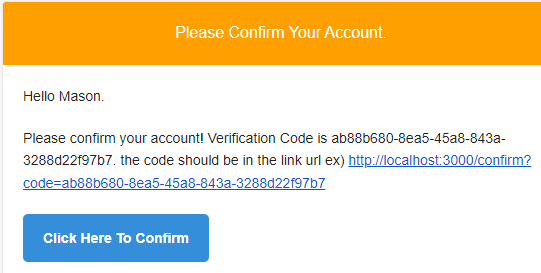 Please Confirm Your Account.
Hello Mason.
Please confirm your account! Verification Code is ab88b680-8ea5-45a8-843a-
3288d22f97b7. the code should be in the link url ex) http://localhost:3000/confirm?
code=ab88b680-8ea5-45a8-843a-3288d22f97b7
Click Here To Confirm